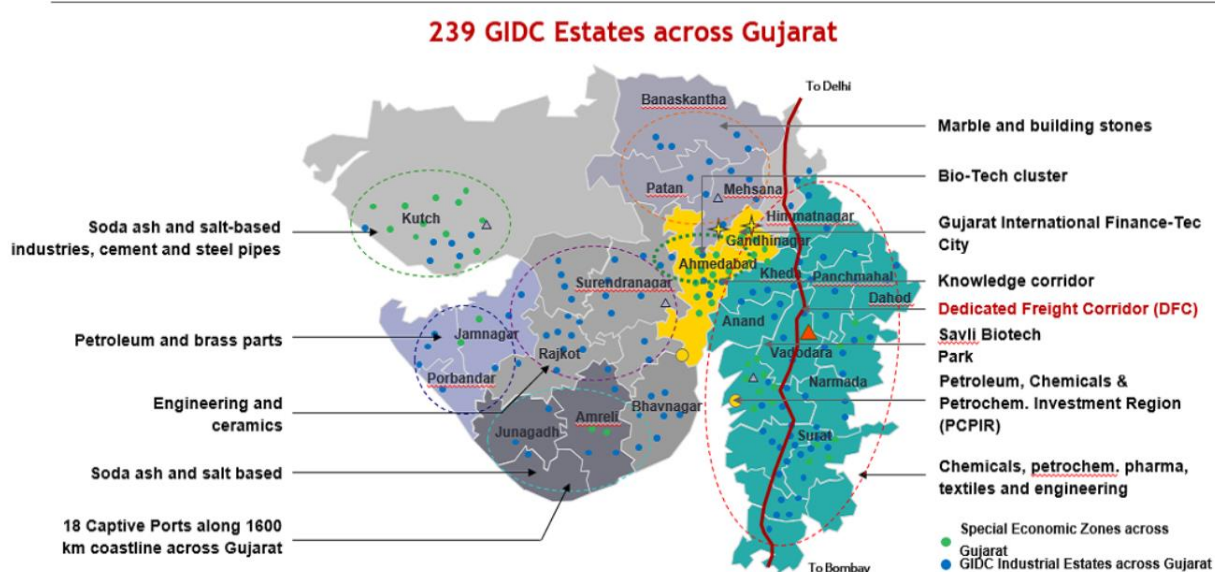 239 GIDC Estates across Gujarat
To Delhi
Banaskantha
Patan
Mehsana
Himmatnagar
Gandhinagar
Kutch
Ahmedabad
Surendranagar
Kheda
Panchmahal
Dahod
Anand
Jamnagar
Rajkot
Vadodara
Porbandar
Narmada
Bhavnagar
Amreli
Junagadh
Surat
To Bombay
Soda ash and salt-based
industries, cement and steel pipes
Petroleum and brass parts
Engineering and
ceramics
Soda ash and salt based
18 Captive Ports along 1600
km coastline across Gujarat
Marble and building stones
Bio-Tech cluster
Gujarat International Finance-Tec
City
Knowledge corridor
Dedicated Freight Corridor (DFC)
Savli Biotech
Park
Petroleum, Chemicals &
Petrochem. Investment Region
(PCPIR)
Chemicals, petrochem. pharma,
textiles and engineering
Special Economic Zones across
Gujarat
GIDC Industrial Estates across Gujarat